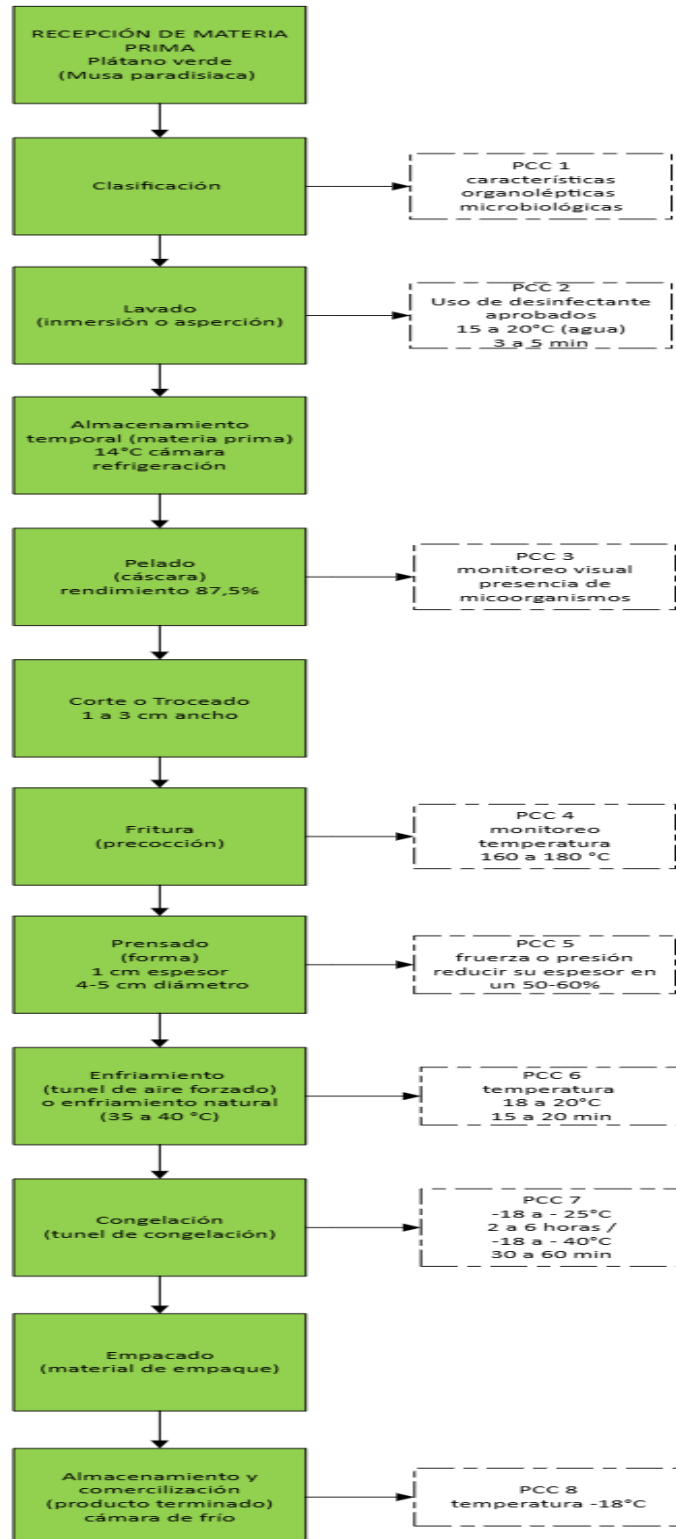 RECEPCIÓN DE MATERIA
PRIMA
Plátano verde
(Musa paradisiaca)
Clasificación
PCC 1
características
organolépticas
microbiológicas
Lavado
(inmersión o asperción)
PCC 2
Uso de desinfectante
aprobados
15 a 20°C (agua)
3 a 5 min
Almacenamiento
temporal (materia prima)
14°C cámara
refrigeración
Pelado
(cáscara)
rendimiento 87,5%
PCC 3
monitoreo visual
presencia de
micoorganismos
Corte o Troceado
1 a 3 cm ancho
Fritura
(precocción)
PCC 4
monitoreo
temperatura
160 a 180 °C
Prensado
(forma)
1 cm espesor
4-5 cm diámetro
PCC 5
fruerza o presión
reducir su espesor en
un 50-60%
Enfriamiento
(tunel de aire forzado)
o enfriamiento natural
(35 a 40 °C)
PCC 6
temperatura
18 a 20°C
15 a 20 min
Congelación
(tunel de congelación)
PCC 7
-18 a - 25°C
2 a 6 horas /
-18 a - 40°C
30 a 60 min
Empacado
(material de empaque)
Almacenamiento y
comercilización
(producto terminado)
cámara de frío
PCC 8
temperatura -18°C